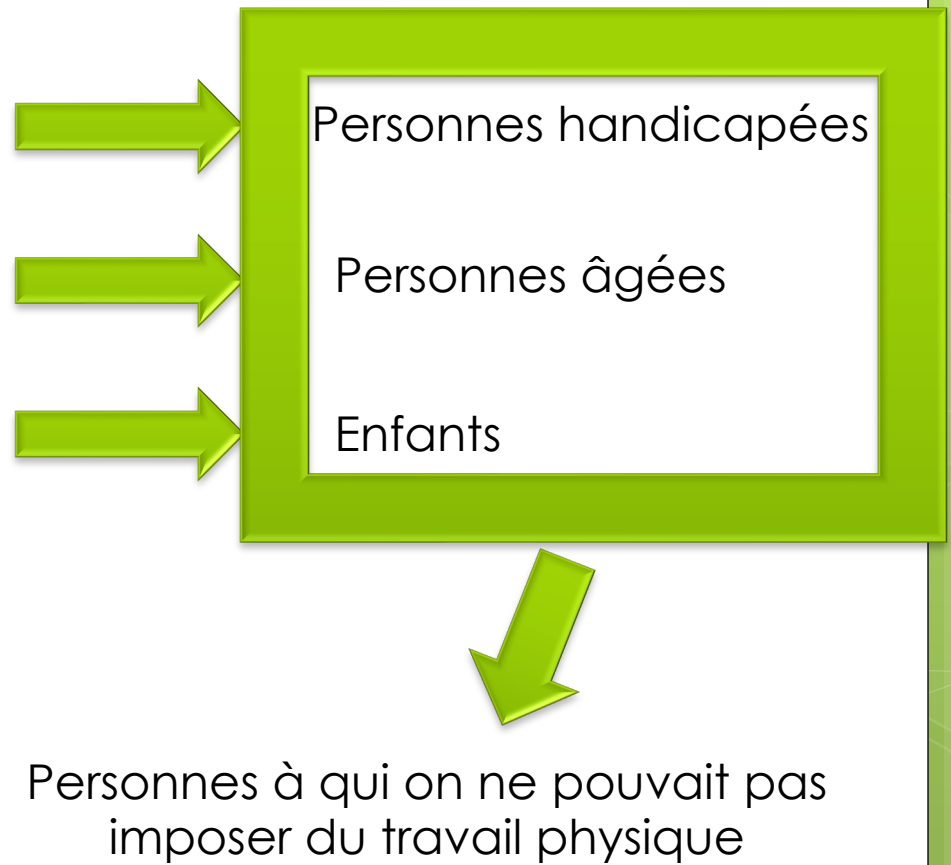 Personnes handicapées
Personnes âgées
Enfants
Personnes à qui on ne pouvait pas
imposer du travail physique